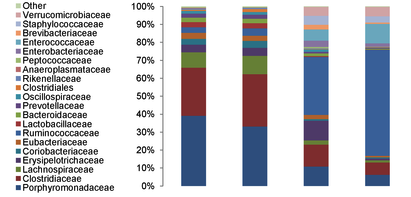 Other
Verrucomicrobiaceae
Staphylococcaceae
Brevibacteriaceae
Enterococcaceae
Enterobacteriaceae
Peptococcaceae
Anaeroplasmataceae
Rikenellaceae
Clostridiales
Oscillospiraceae
Prevotellaceae
Bacteroidaceae
Lactobacillaceae
Ruminococcaceae
Eubacteriaceae
Coriobacteriaceae
Erysipelotrichaceae
Lachnospiraceae
Clostridiaceae
Porphyromonadaceae
100%
90%
80%
70%
60%
50%
40%
30%
20%
10%
0%